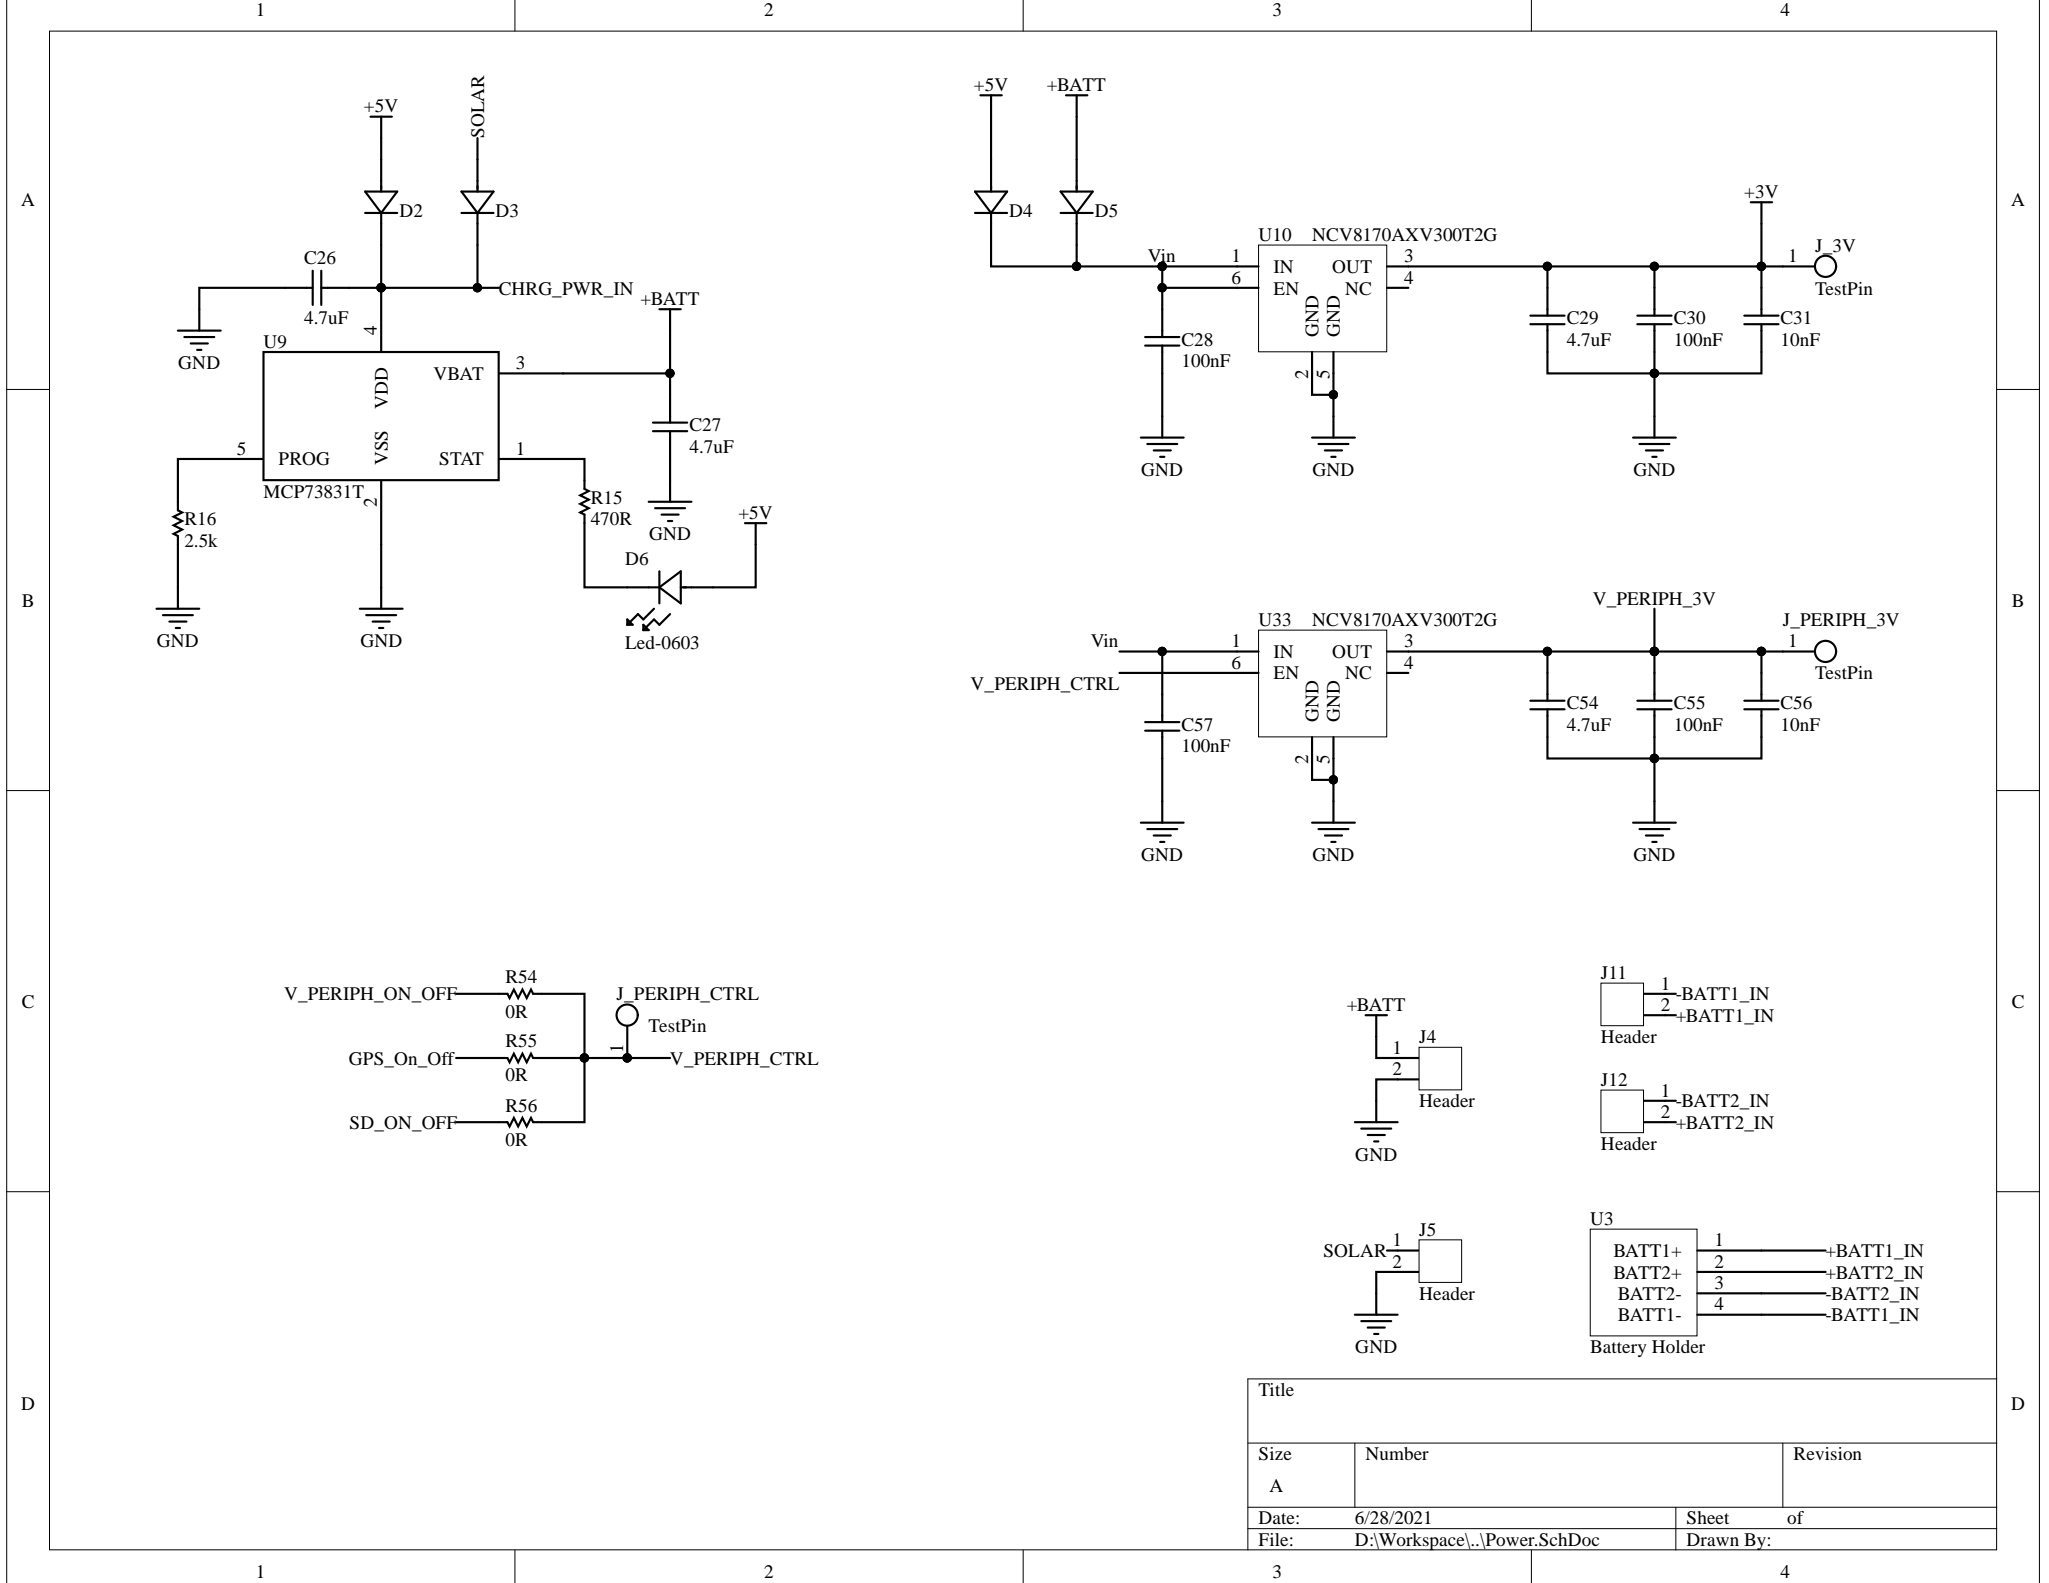 1 2 3 4
A A
B B
C C
D D
+5V
SOLAR
D2
D3
C26
4.7uF
GND
CHRG_PWR_IN
+BATT
4
U9
VDD
VBAT
3
VSS
PROG
5
STAT
1
MCP73831T
2
C27
4.7uF
GND
R16
2.5k
GND
GND
R15
470R
+5V
D6
Led-0603
+5V
+BATT
D4
D5
Vin
U10 NCV8170AXV300T2G
1 IN OUT 3
6 EN NC 4
GND GND
2 5
C28
100nF
GND
GND
+3V
J_3V
1
TestPin
C29
4.7uF
C30
100nF
C31
10nF
GND
Vin
V_PERIPH_CTRL
U33 NCV8170AXV300T2G
1 IN OUT 3
6 EN NC 4
GND GND
2 5
C57
100nF
GND
GND
V_PERIPH_3V
J_PERIPH_3V
1
TestPin
C54
4.7uF
C55
100nF
C56
10nF
GND
V_PERIPH_ON_OFF
R54
0R
GPS_On_Off
R55
0R
SD_ON_OFF
R56
0R
J_PERIPH_CTRL
TestPin
1
V_PERIPH_CTRL
+BATT
J4
1
2
Header
GND
J11
1 -BATT1_IN
2 +BATT1_IN
Header
J12
1 -BATT2_IN
2 +BATT2_IN
Header
J5
SOLAR 1
2
Header
GND
U3
BATT1+ 1 +BATT1_IN
BATT2+ 2 +BATT2_IN
BATT2- 3 -BATT2_IN
BATT1- 4 -BATT1_IN
Battery Holder
Title
Size Number Revision
A
Date: 6/28/2021 Sheet of
File: D:\Workspace\..\Power.SchDoc Drawn By:
1 2 3 4